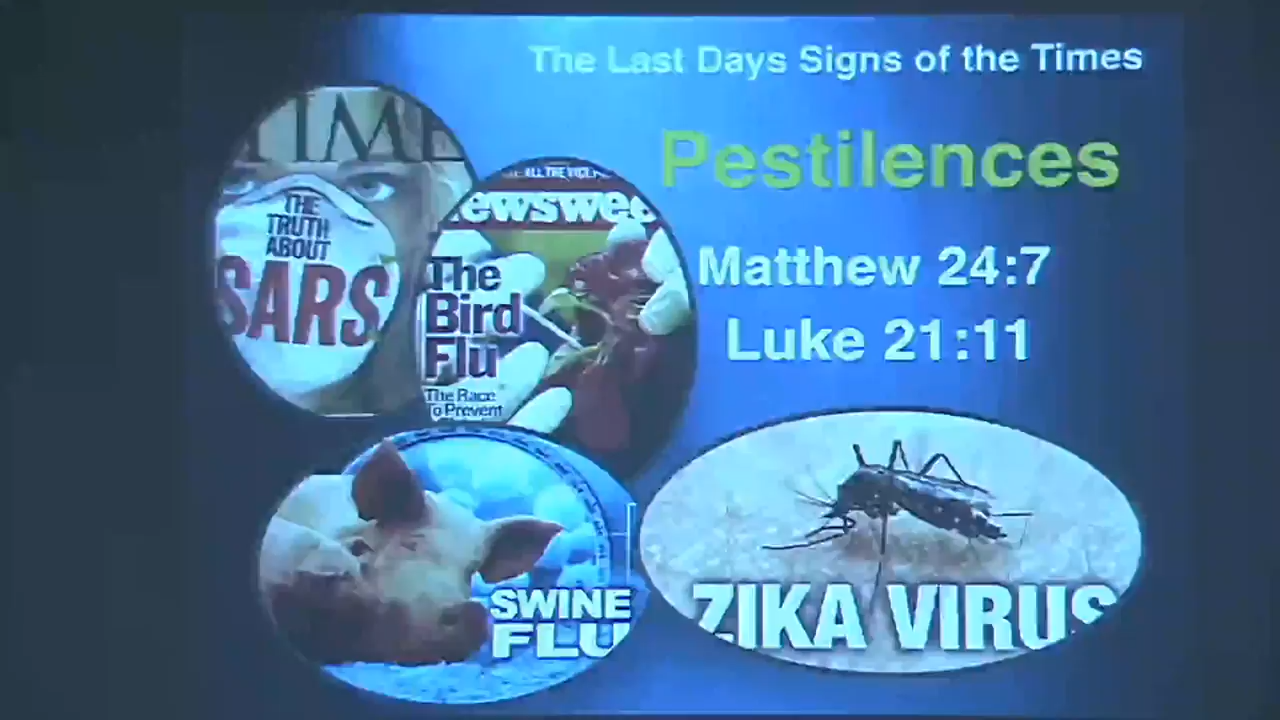 The Last Days Signs of the Times
Pestilences
Matthew 24:7
Luke 21:11
TIME
THE
TRUTH
ABOUT
SARS
ewswee
The
Bird
Flu
The Race
To Prevent
SWINE
FLU
ZIKA VIRUS